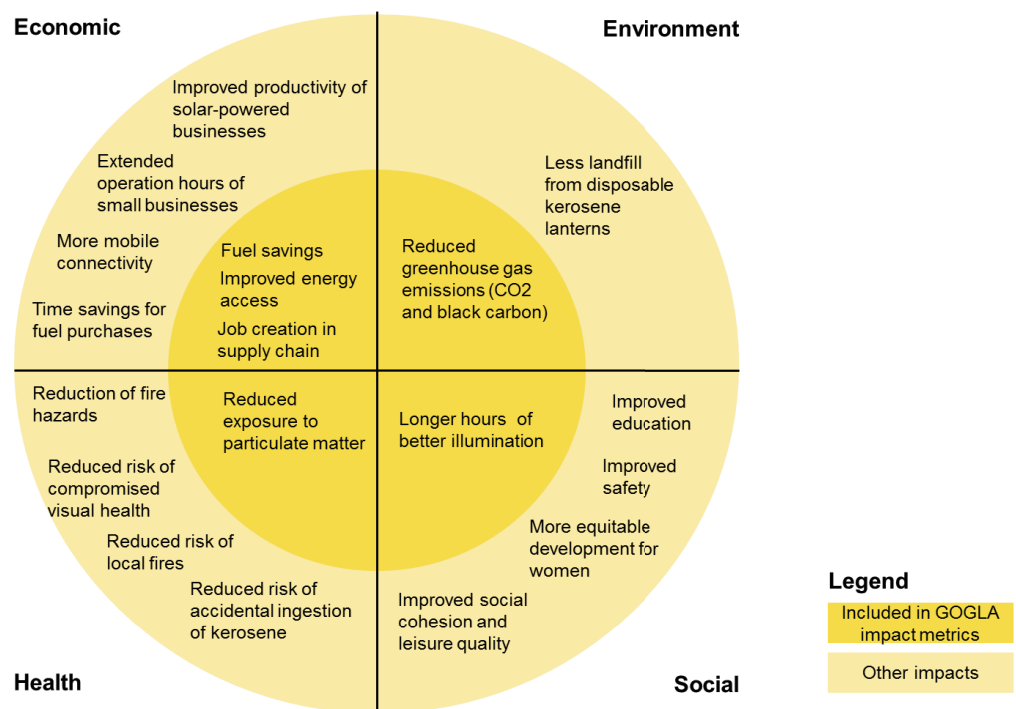 Economic
Environment
Improved productivity of
solar-powered
businesses
Extended
operation hours of
small businesses
More mobile
connectivity
Time savings for
fuel purchases
Fuel savings
Improved energy
access
Job creation in
supply chain
Reduced
greenhouse gas
emissions (CO2
and black carbon)
Less landfill
from disposable
kerosene
lanterns
Reduction of fire
hazards
Reduced risk of
compromised
visual health
Reduced risk of
local fires
Reduced risk of
accidental ingestion
of kerosene
Reduced
exposure to
particulate matter
Longer hours of
better illumination
Improved
education
Improved
safety
More equitable
development for
women
Improved social
cohesion and
leisure quality
Health
Social
Legend
Included in GOGLA
impact metrics
Other impacts